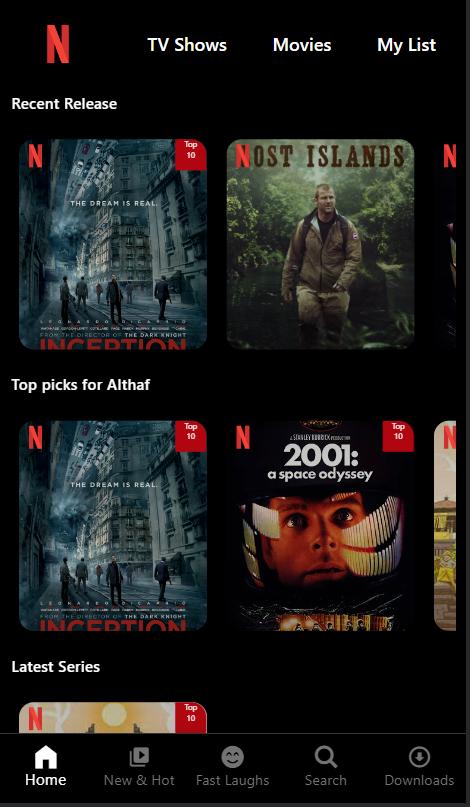 N
TV Shows Movies My List
Recent Release
N
Top
10
THE DREAM IS REAL.
LEONARDO DICAPRIO
FROM THE DIRECTOR OF THE DARK KNIGHT
INCEPTION
N
OST ISLANDS
N
Top picks for Althaf
N
Top
10
THE DREAM IS REAL.
LEONARDO DICAPRIO
FROM THE DIRECTOR OF THE DARK KNIGHT
INCEPTION
N
Top
10
A STANLEY KUBRICK PRODUCTION
2001:
a space odyssey
N
Latest Series
N
Top
10
Home New & Hot Fast Laughs Search Downloads